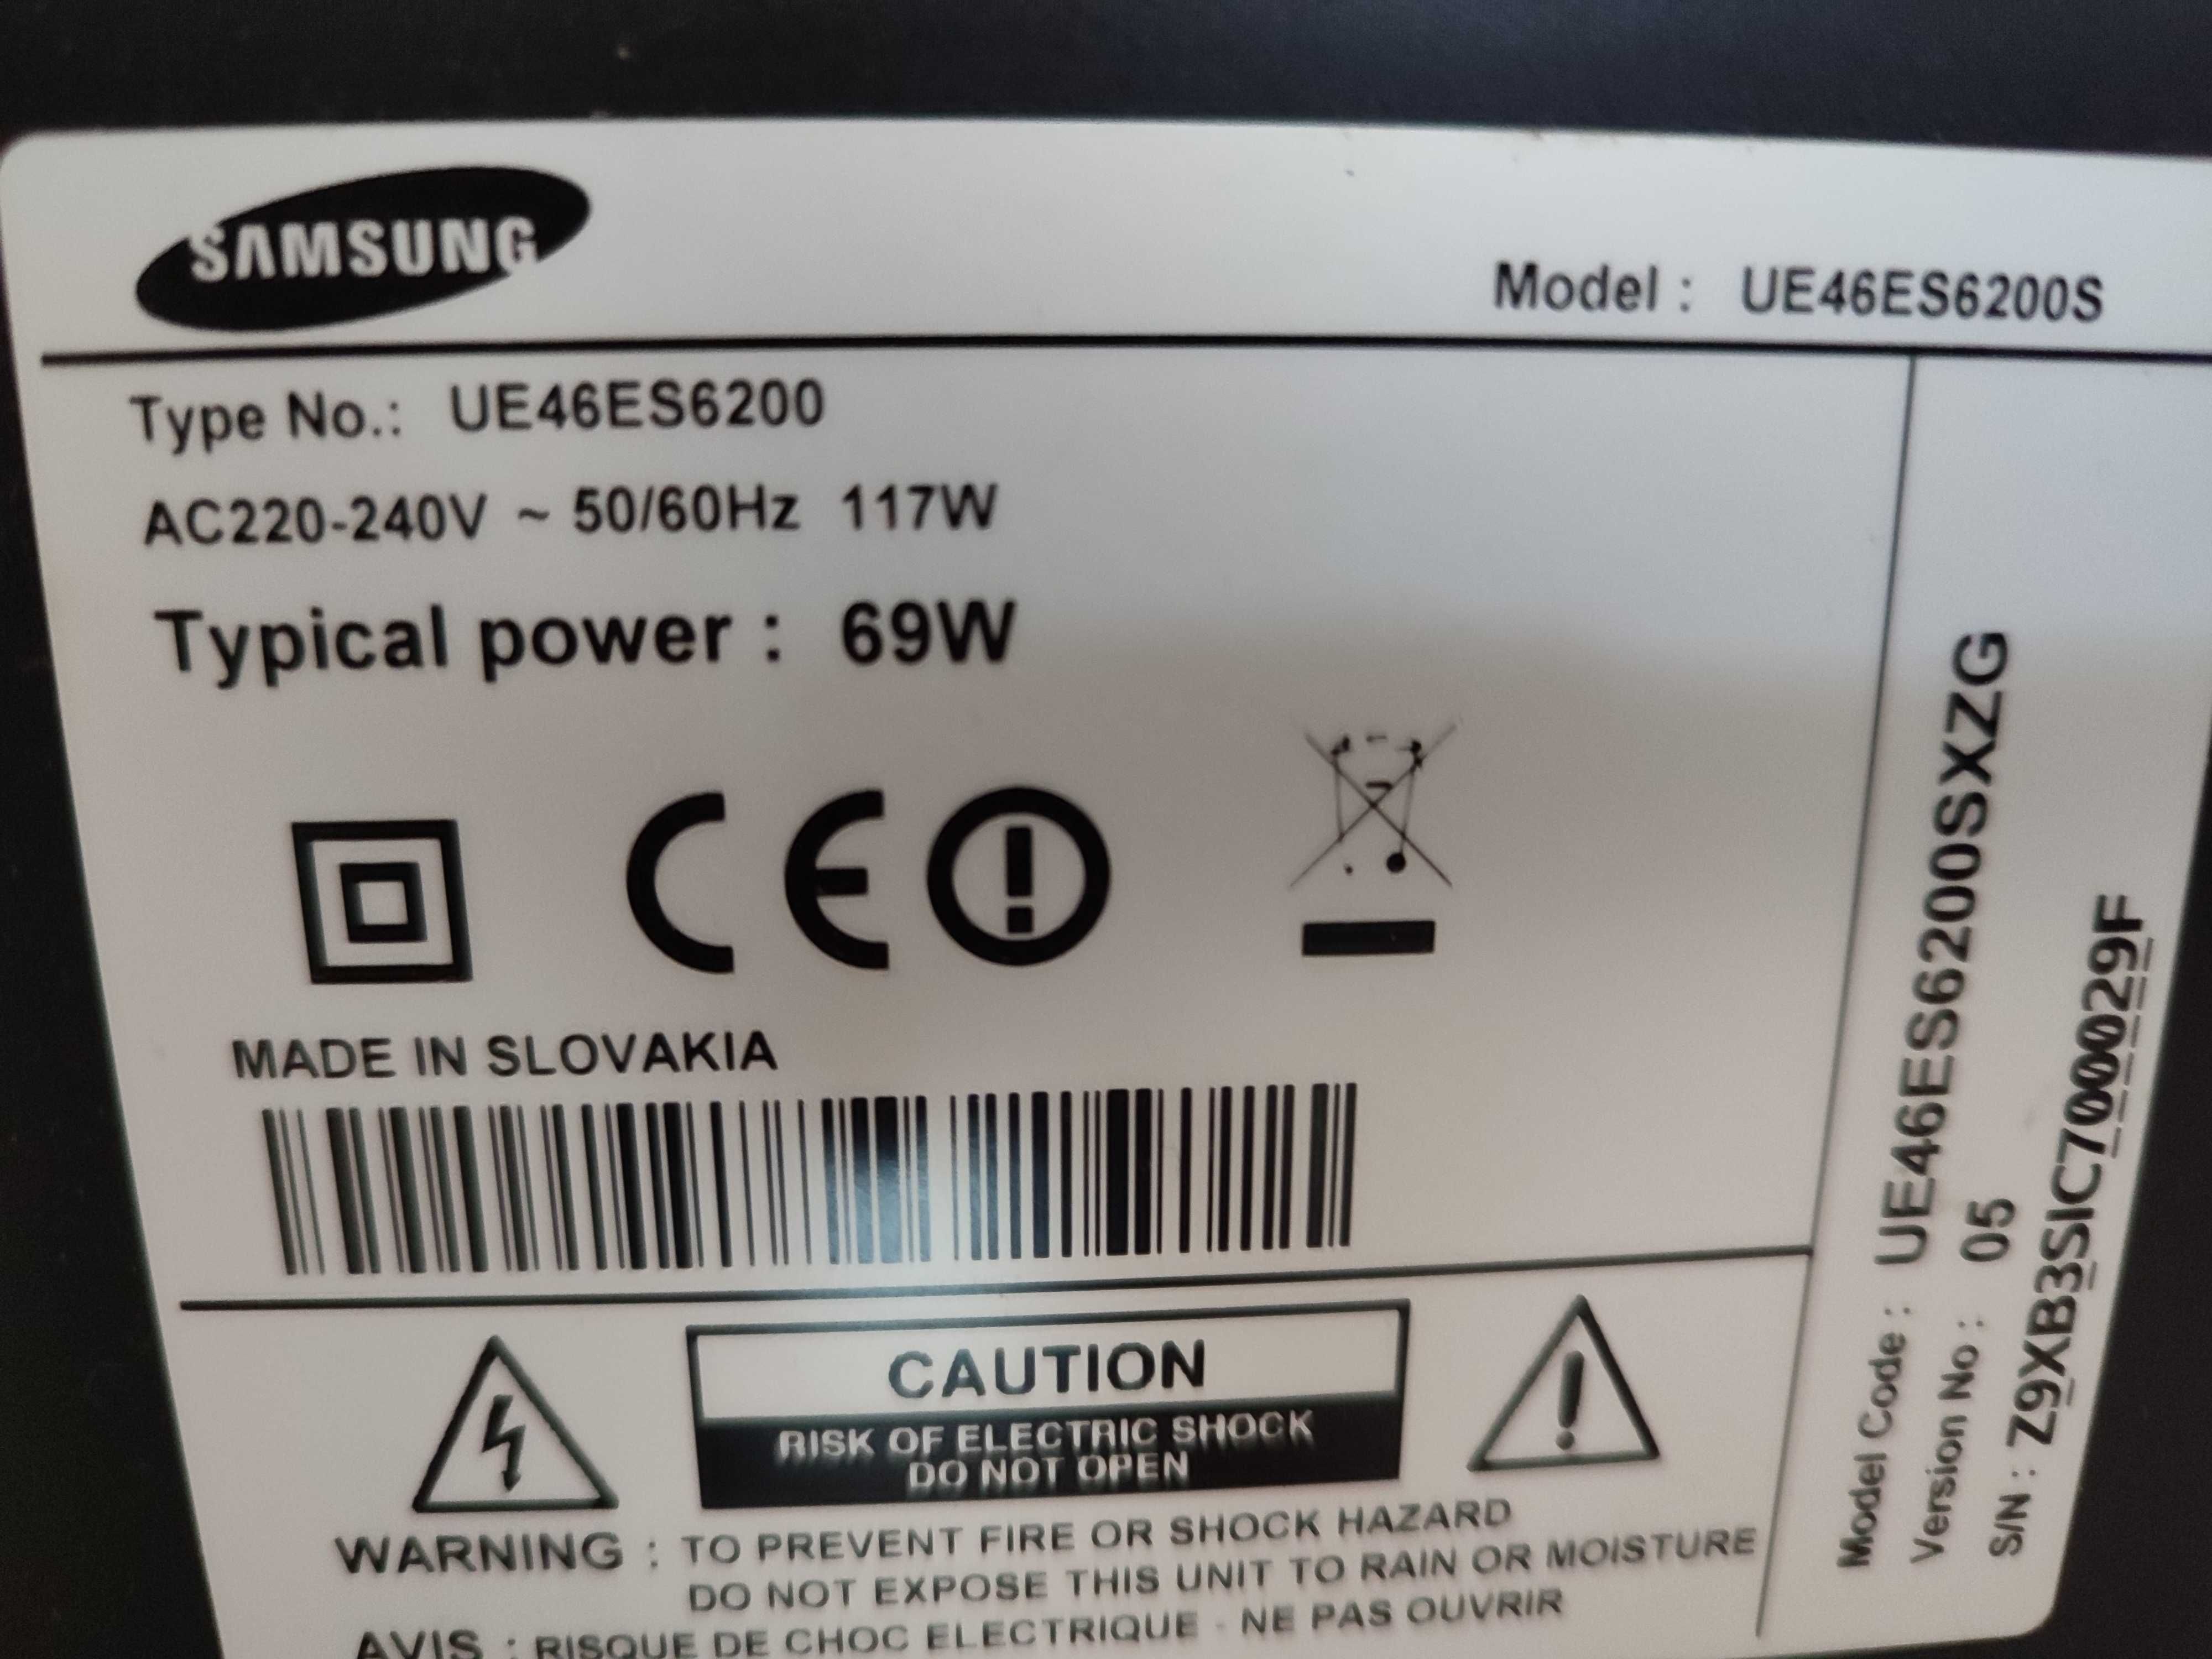 SAMSUNG
Model : UE46ES6200S
Type No.: UE46ES6200
AC220-240V ~ 50/60Hz 117W
Typical power : 69W
CE
MADE IN SLOVAKIA
CAUTION
RISK OF ELECTRIC SHOCK
DO NOT OPEN
WARNING : TO PREVENT FIRE OR SHOCK HAZARD
DO NOT EXPOSE THIS UNIT TO RAIN OR MOISTURE
AVIS : RISQUE DE CHOC ELECTRIQUE - NE PAS OUVRIR
Model Code : UE46ES6200SXZG
Version No : 05
S/N : Z9XB3SIC700029F